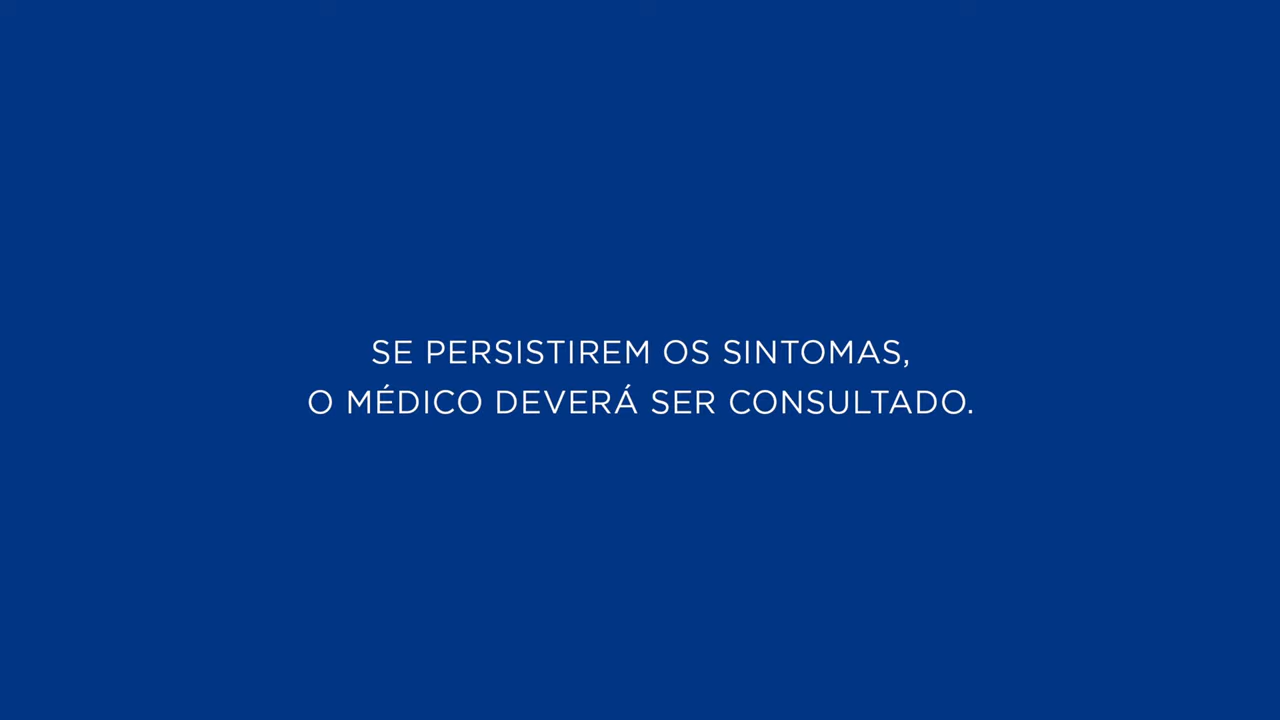 SE PERSISTIREM OS SINTOMAS,
O MÉDICO DEVERÁ SER CONSULTADO.